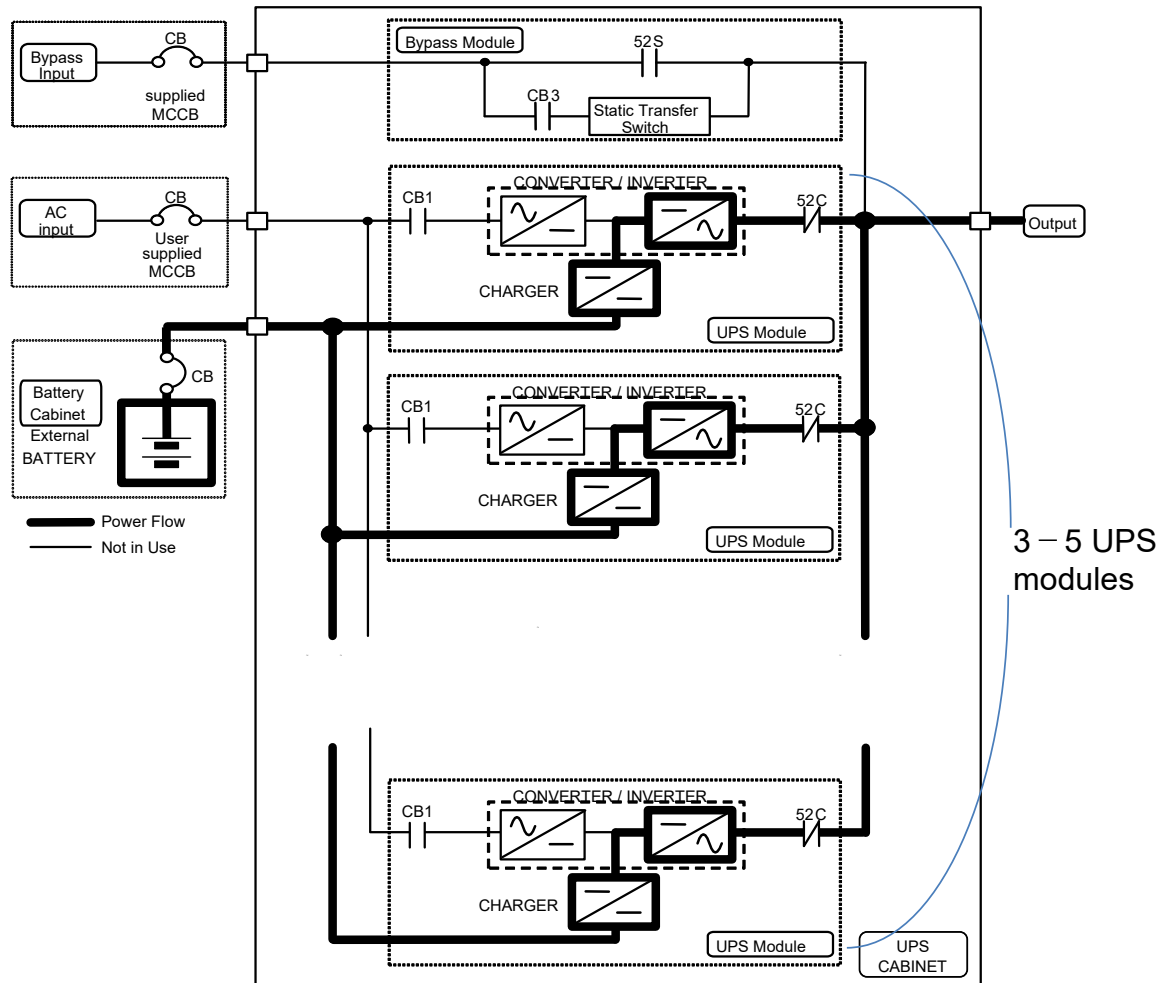 Bypass
Input
CB
supplied
MCCB
Bypass Module
52S
CB3
Static Transfer
Switch
AC
input
CB
User
supplied
MCCB
CB1
CONVERTER / INVERTER
52C
CHARGER
UPS Module
Output
Battery
Cabinet
External
BATTERY
CB
CB1
CONVERTER / INVERTER
52C
CHARGER
UPS Module
Power Flow
Not in Use
3－5 UPS
modules
CB1
CONVERTER / INVERTER
52C
CHARGER
UPS Module
UPS
CABINET